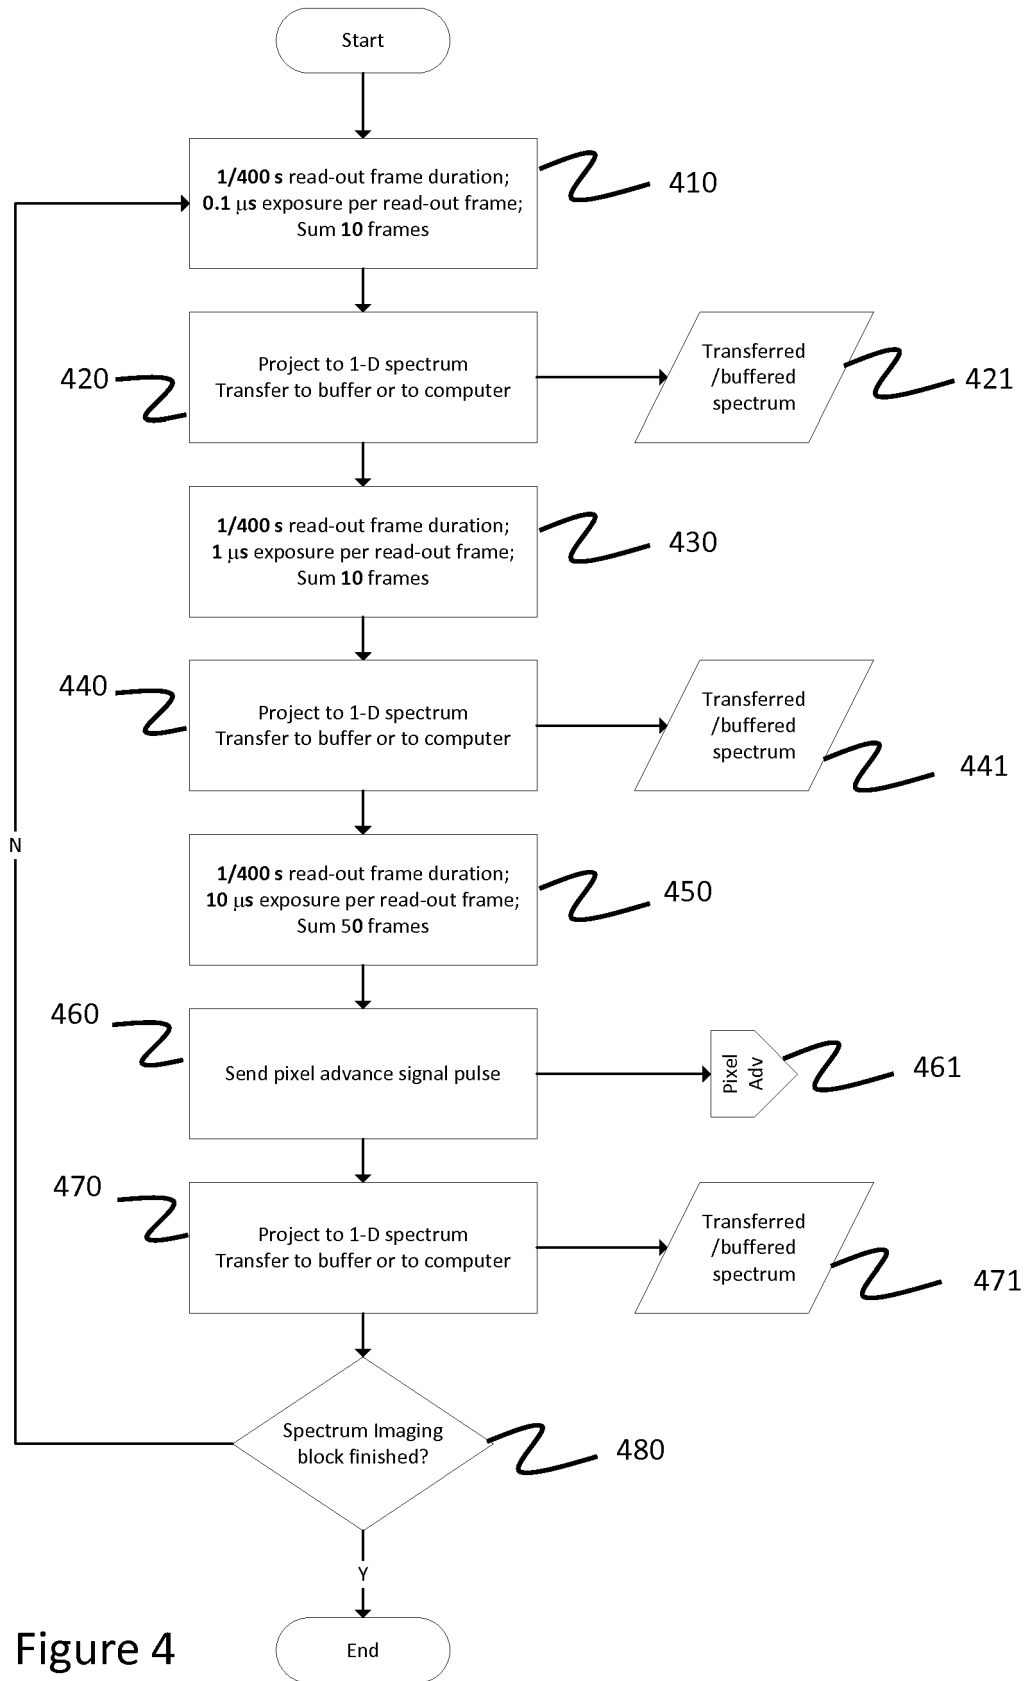 Start
1/400 s read-out frame duration;
0.1 μs exposure per read-out frame;
Sum 10 frames
410
Project to 1-D spectrum
Transfer to buffer or to computer
420
Transferred
/buffered
spectrum
421
1/400 s read-out frame duration;
1 μs exposure per read-out frame;
Sum 10 frames
430
Project to 1-D spectrum
Transfer to buffer or to computer
440
Transferred
/buffered
spectrum
441
N
1/400 s read-out frame duration;
10 μs exposure per read-out frame;
Sum 50 frames
450
460
Send pixel advance signal pulse
Pixel
Adv
461
470
Project to 1-D spectrum
Transfer to buffer or to computer
Transferred
/buffered
spectrum
471
Spectrum Imaging
block finished?
480
Y
End
Figure 4